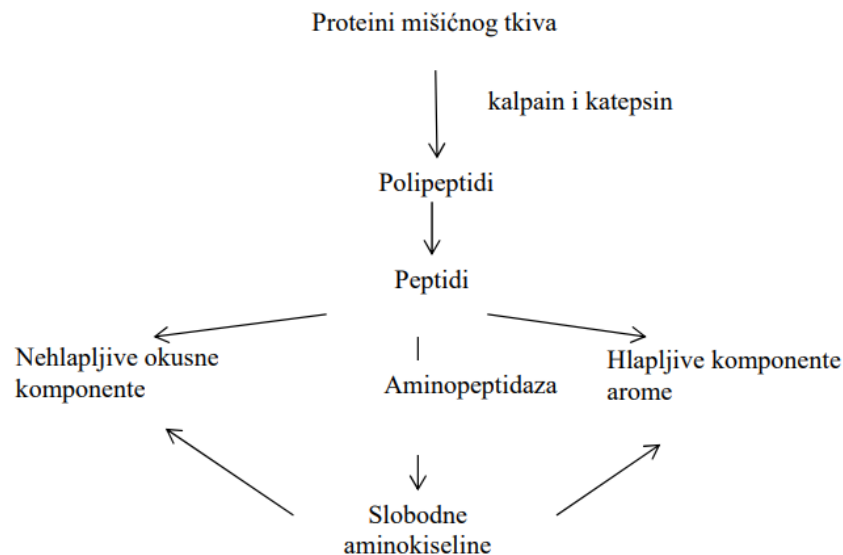 Proteini mišićnog tkiva
kalpain i katepsin
Polipeptidi
Peptidi
Nehlapljive okusne
komponente
Aminopeptidaza
Hlapljive komponente
arome
Slobodne
aminokiseline